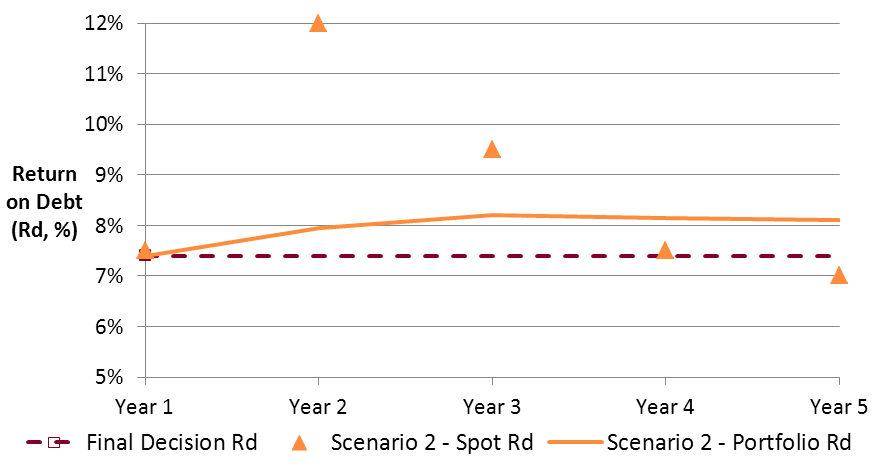 12%
11%
10%
9%
8%
7%
6%
5%
Return
on Debt
(Rd, %)
Year 1 Year 2 Year 3 Year 4 Year 5
Final Decision Rd Scenario 2 - Spot Rd Scenario 2 - Portfolio Rd